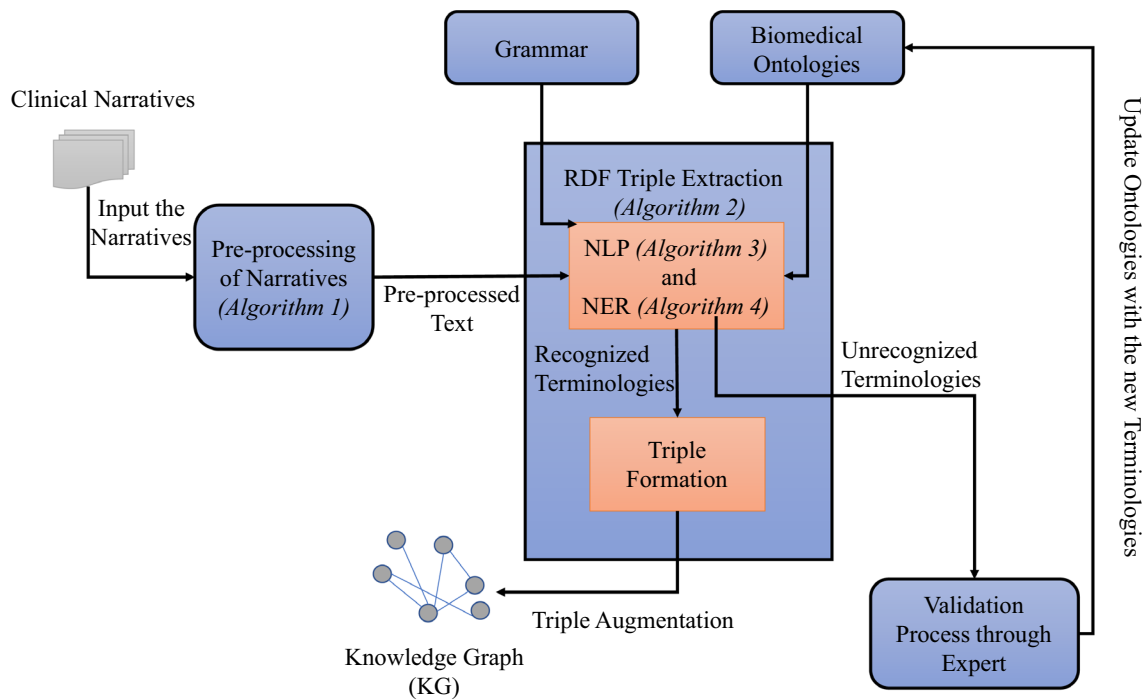 Grammar
Biomedical
Ontologies
Clinical Narratives
Input the
Narratives
Pre-processing
of Narratives
(Algorithm 1)
Pre-processed
Text
RDF Triple Extraction
(Algorithm 2)
NLP (Algorithm 3)
and
NER (Algorithm 4)
Recognized
Terminologies
Unrecognized
Terminologies
Triple
Formation
Triple Augmentation
Knowledge Graph
(KG)
Validation
Process through
Expert
Update Ontologies with the new Terminologies